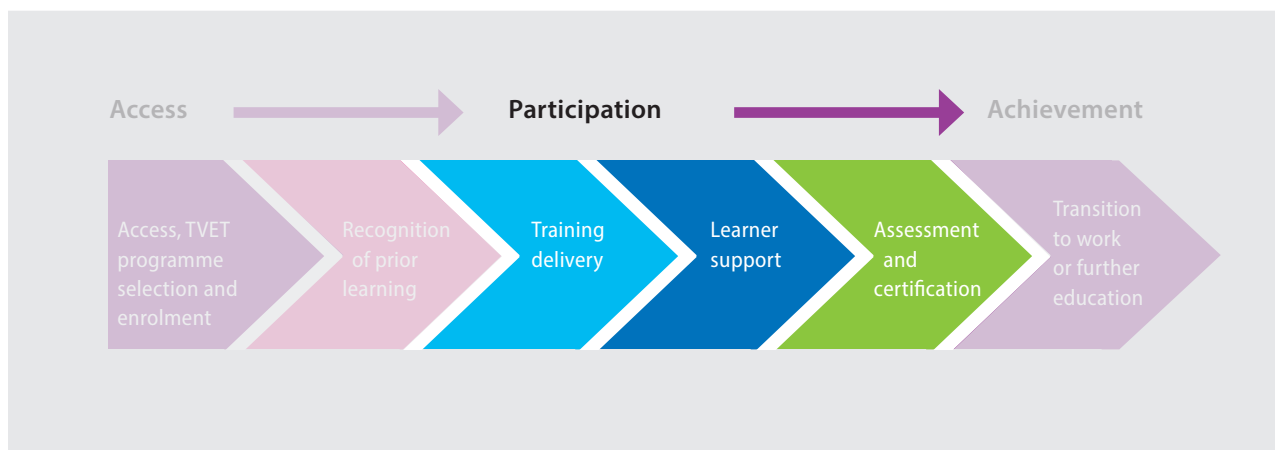 Access
Participation
Achievement
Access, TVET
programme
selection and
enrolment
Recognition
of prior
learning
Training
delivery
Learner
support
Assessment
and
certification
Transition
to work
or further
education